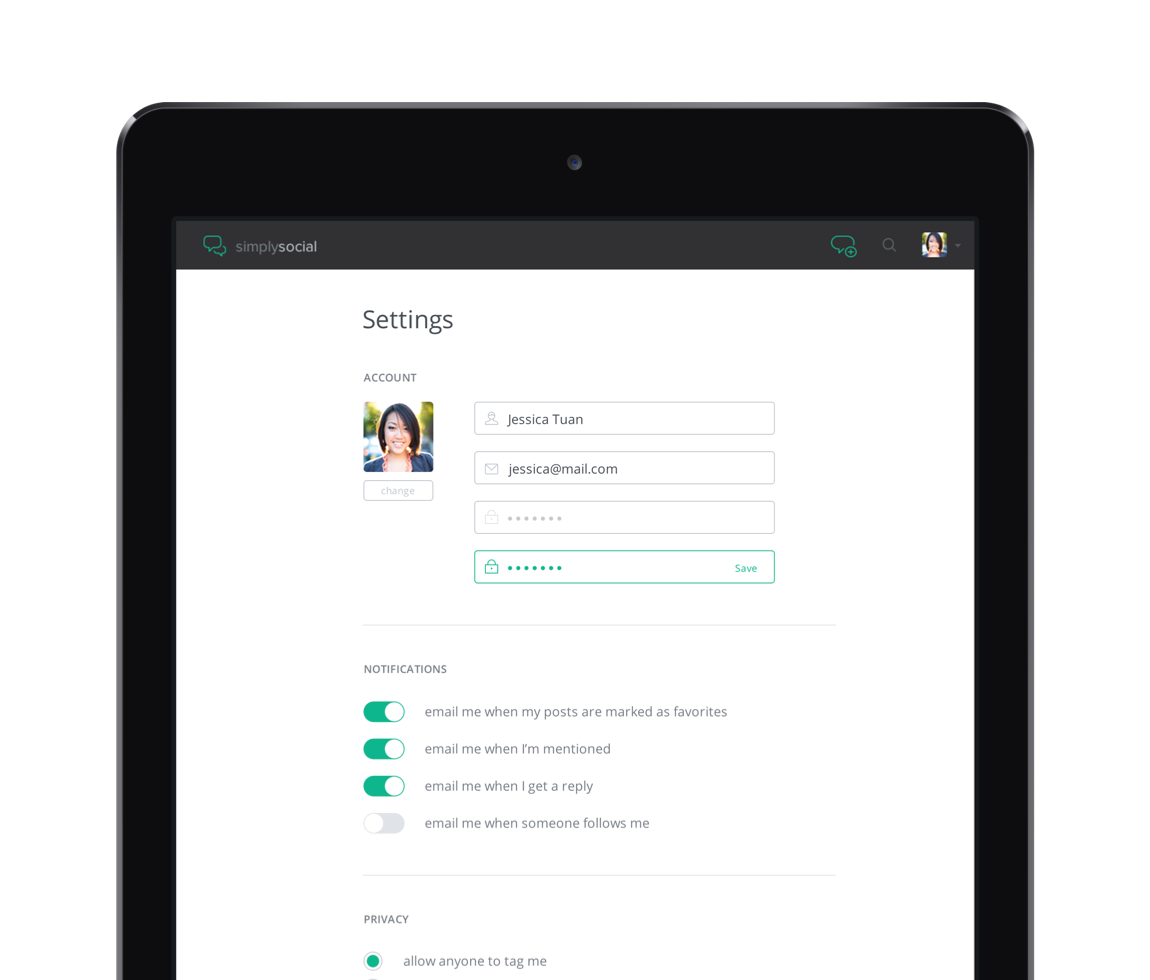 simplysocial
Settings
ACCOUNT
Jessica Tuan
change
jessica@mail.com
•••••••
••••••• Save
NOTIFICATIONS
email me when my posts are marked as favorites
email me when I’m mentioned
email me when I get a reply
email me when someone follows me
PRIVACY
allow anyone to tag me